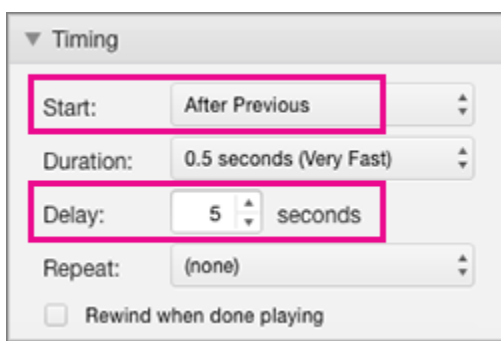 Timing
Start: After Previous
Duration: 0.5 seconds (Very Fast)
Delay: 5 seconds
Repeat: (none)
Rewind when done playing